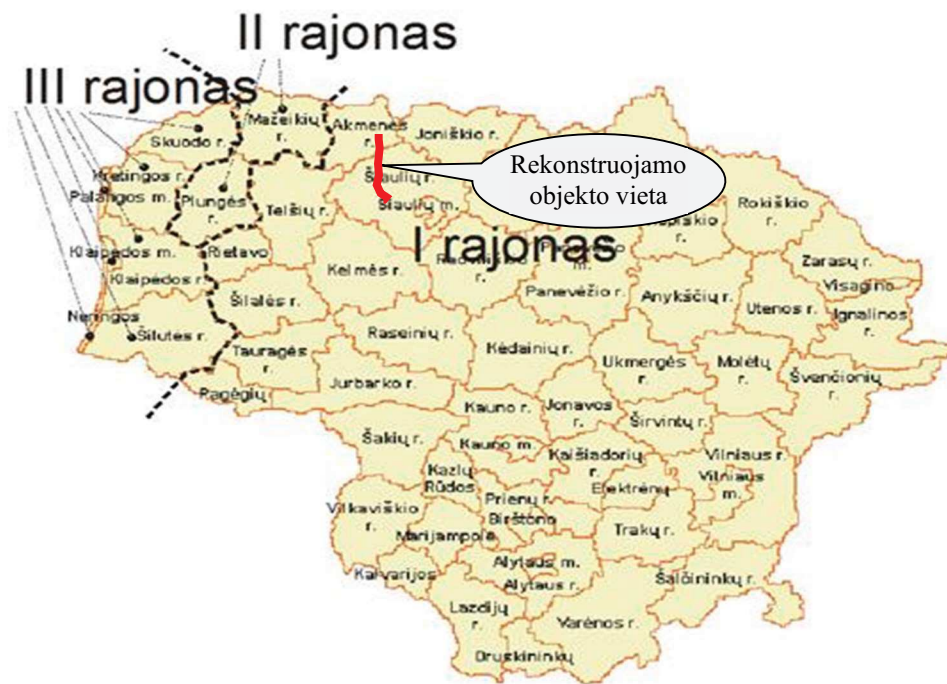 II rajonas
III rajonas
Skuodo r.
Mažeikių
r.
Akmenės
r.
Joniškio r.
Rekonstruojamo
objekto vieta
Kretingos r.
Palangos m.
Plungės
r.
Telšių r.
Šiaulių r.
Šiaulių m.
I rajonas
Rokiškio
r.
Klaipėdos m.
Klaipėdos r.
Rietavo
Kelmės r.
m.
Zarasų r.
Visagino
Neringos
Šilutės r.
Šilalės r.
Panevėžio r.
Anykščių r.
Utenos r.
Ignalinos
r.
Tauragės
r.
Raseinių r.
Kėdainių r.
Ukmergės
r.
Molėtų
r.
Švenčionių
r.
Pagėgių
Jurbarko r.
Kauno r.
Jonavos
r.
Širvintų r.
Šakių r.
Kauno m.
Kaišiadorių
r.
Vilniaus r.
Vilniaus
m.
Kazlų
Rūdos
Elektrėnų
Vilkaviškio
r.
Prienų r.
Birštono
Marijampolė
Trakų r.
Kalvarijos
Alytaus m.
Alytaus r.
Šalčininkų r.
Lazdijų
r.
Varėnos r.
Druskininkų